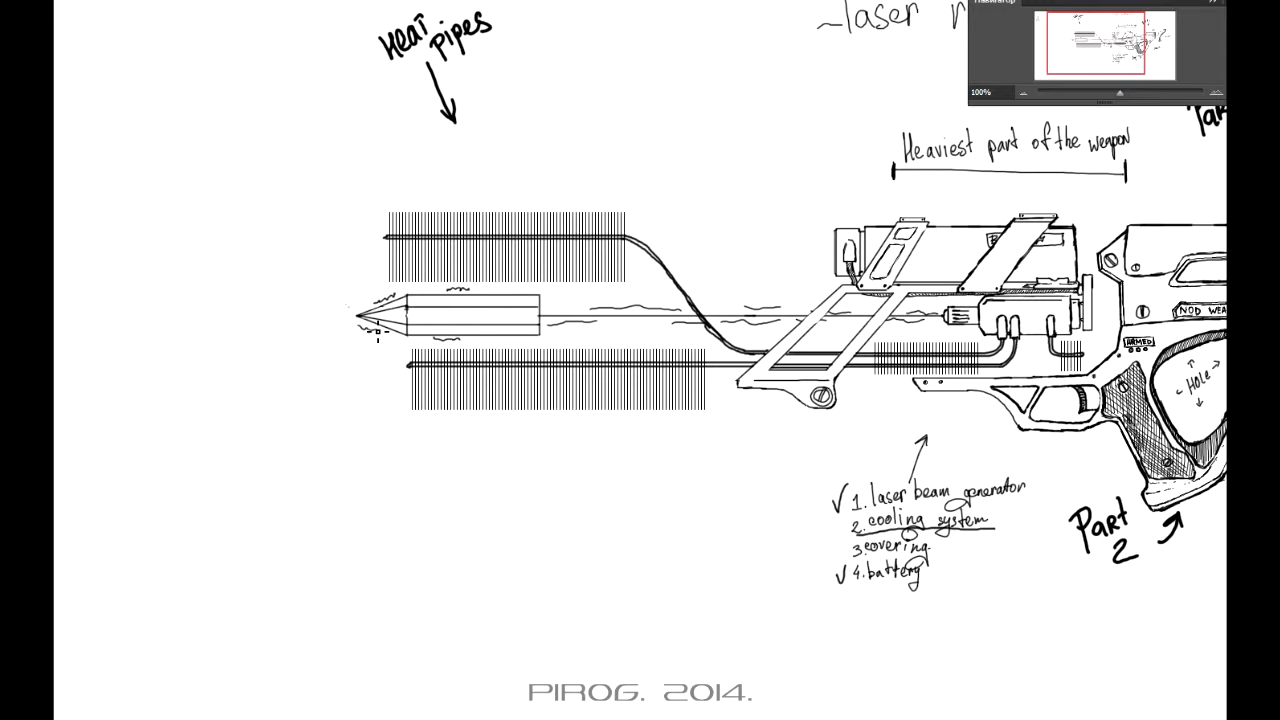 Heat
pipes
~laser
100%
Heaviest part of the weapon
NOD WEA
ARMED
HOLE
1. laser beam generator
2. cooling system
3. covering
4. battery
Part
2
PIROG. 2014.